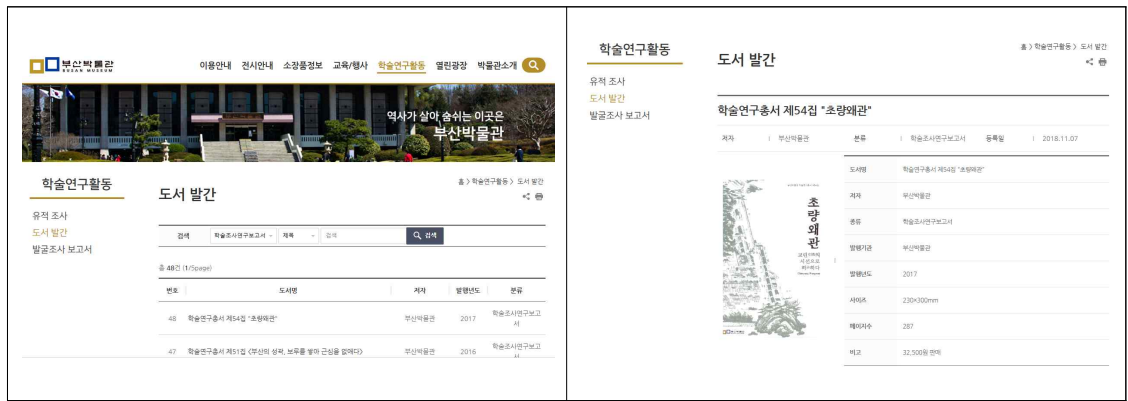 부산박물관
BUSAN MUSEUM
이용안내 전시안내 소장품정보 교육/행사 학술연구활동 열린광장 박물관소개
역사가 살아 숨쉬는 이곳은
부산박물관
학술연구활동
유적 조사
도서 발간
발굴조사 보고서
홈 > 학술연구활동 > 도서 발간
도서 발간
검색 학술조사연구보고서 제목 검색 검색
총 48건 (1/5page)
번호 도서명 저자 발행년도 분류
48 학술연구총서 제54집 "초량왜관" 부산박물관 2017 학술조사연구보고서
47 학술연구총서 제51집 《부산의 성곽, 보루를 쌓아 근심을 없애다》 부산박물관 2016 학술조사연구보고서
학술연구활동
유적 조사
도서 발간
발굴조사 보고서
홈 > 학술연구활동 > 도서 발간
도서 발간
학술연구총서 제54집 "초량왜관"
저자 부산박물관 분류 학술조사연구보고서 등록일 2018.11.07
초량왜관
도서명 학술연구총서 제54집 "초량왜관"
저자 부산박물관
종류 학술조사연구보고서
발행기관 부산박물관
발행년도 2017
사이즈 230×300mm
페이지수 287
비고 32,500원 판매